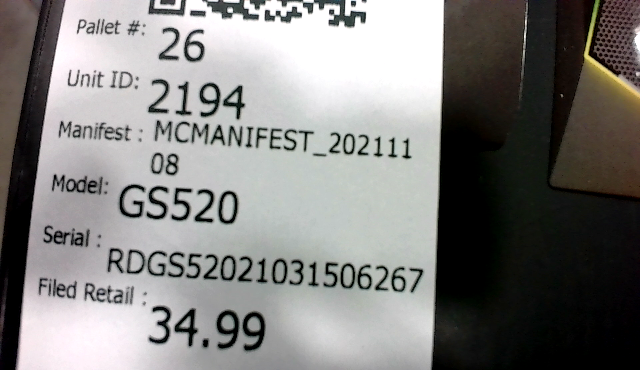 Pallet #: 26
Unit ID: 2194
Manifest : MCMANIFEST_202111
08
Model: GS520
Serial : RDGS52021031506267
Filed Retail : 34.99